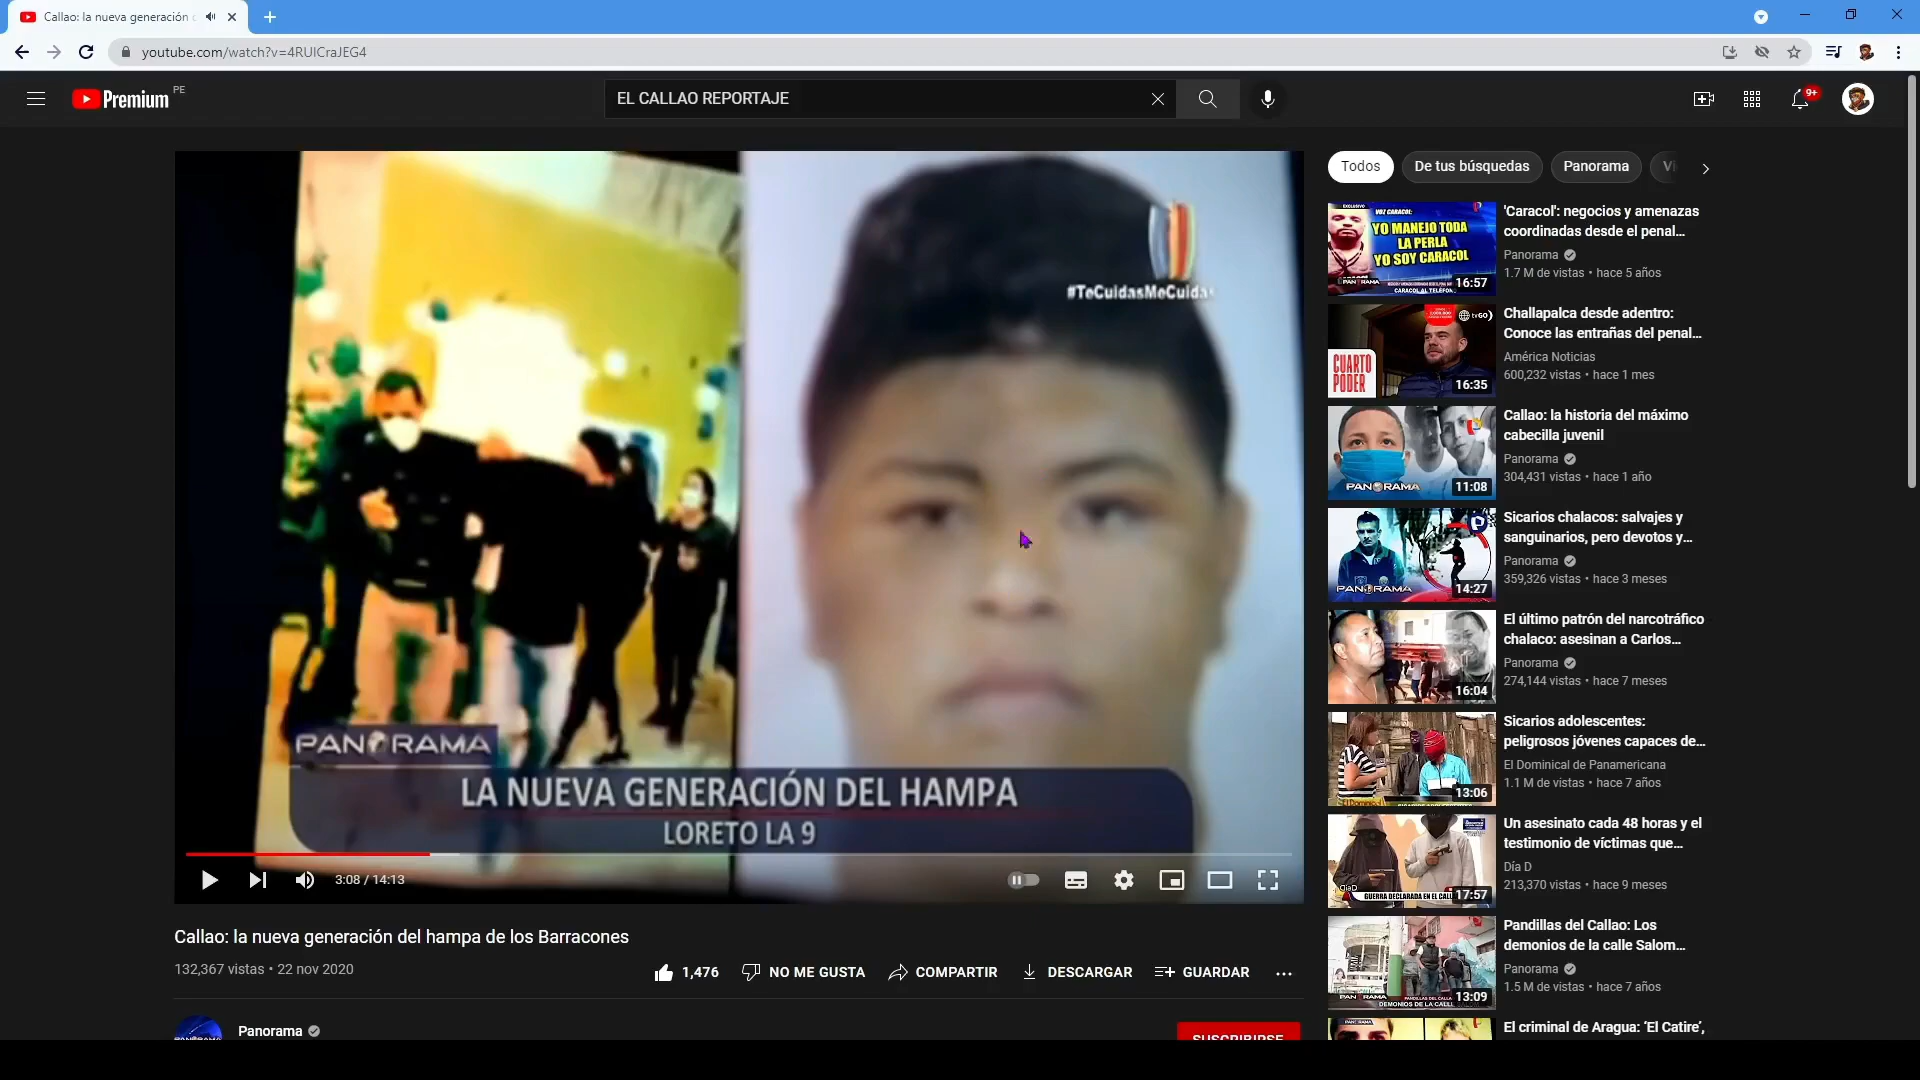 Callao: la nueva generación d
youtube.com/watch?v=4RUICraJEG4
Premium PE
EL CALLAO REPORTAJE
9+
#TeCuidasMeCuidas
PANORAMA
LA NUEVA GENERACIÓN DEL HAMPA
LORETO LA 9
3:08 / 14:13
Callao: la nueva generación del hampa de los Barracones
132,367 vistas • 22 nov 2020
1,476
NO ME GUSTA
COMPARTIR
DESCARGAR
GUARDAR
Panorama
SUSCRIBIRSE
Todos
De tus búsquedas
Panorama
VOZ CARACOL:
YO MANEJO TODA
LA PERLA
YO SOY CARACOL
16:57
'Caracol': negocios y amenazas
coordinadas desde el penal...
Panorama
1.7 M de vistas • hace 5 años
tvGO
CUARTO
PODER
16:35
Challapalca desde adentro:
Conoce las entrañas del penal...
América Noticias
600,232 vistas • hace 1 mes
PANORAMA
11:08
Callao: la historia del máximo
cabecilla juvenil
Panorama
304,431 vistas • hace 1 año
PANORAMA
14:27
Sicarios chalacos: salvajes y
sanguinarios, pero devotos y...
Panorama
359,326 vistas • hace 3 meses
16:04
El último patrón del narcotráfico
chalaco: asesinan a Carlos...
Panorama
274,144 vistas • hace 7 meses
13:06
Sicarios adolescentes:
peligrosos jóvenes capaces de...
El Dominical de Panamericana
1.1 M de vistas • hace 7 años
17:57
Un asesinato cada 48 horas y el
testimonio de víctimas que...
Día D
213,370 vistas • hace 9 meses
13:09
Pandillas del Callao: Los
demonios de la calle Salom...
Panorama
1.5 M de vistas • hace 7 años
El criminal de Aragua: 'El Catire',